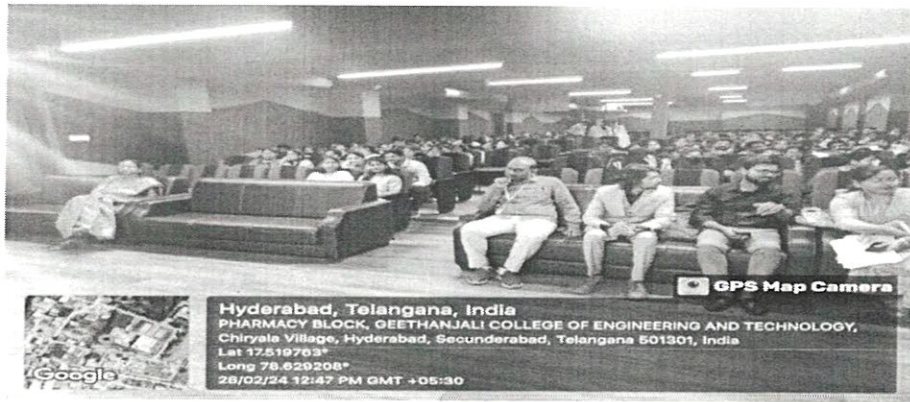 GPS Map Camera
Hyderabad, Telangana, India
PHARMACY BLOCK, GEETHANJALI COLLEGE OF ENGINEERING AND TECHNOLOGY,
Chiryala Village, Hyderabad, Secunderabad, Telangana 501301, India
Lat 17.519763°
Long 78.629208°
28/02/24 12:47 PM GMT +05:30
Google